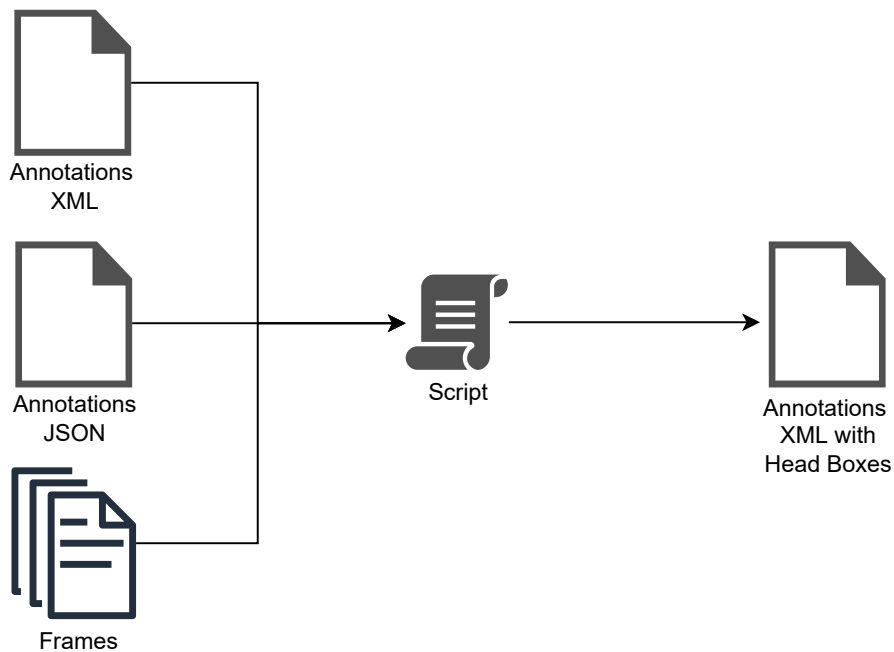 Annotations
XML
Annotations
JSON
Frames
Script
Annotations
XML with
Head Boxes